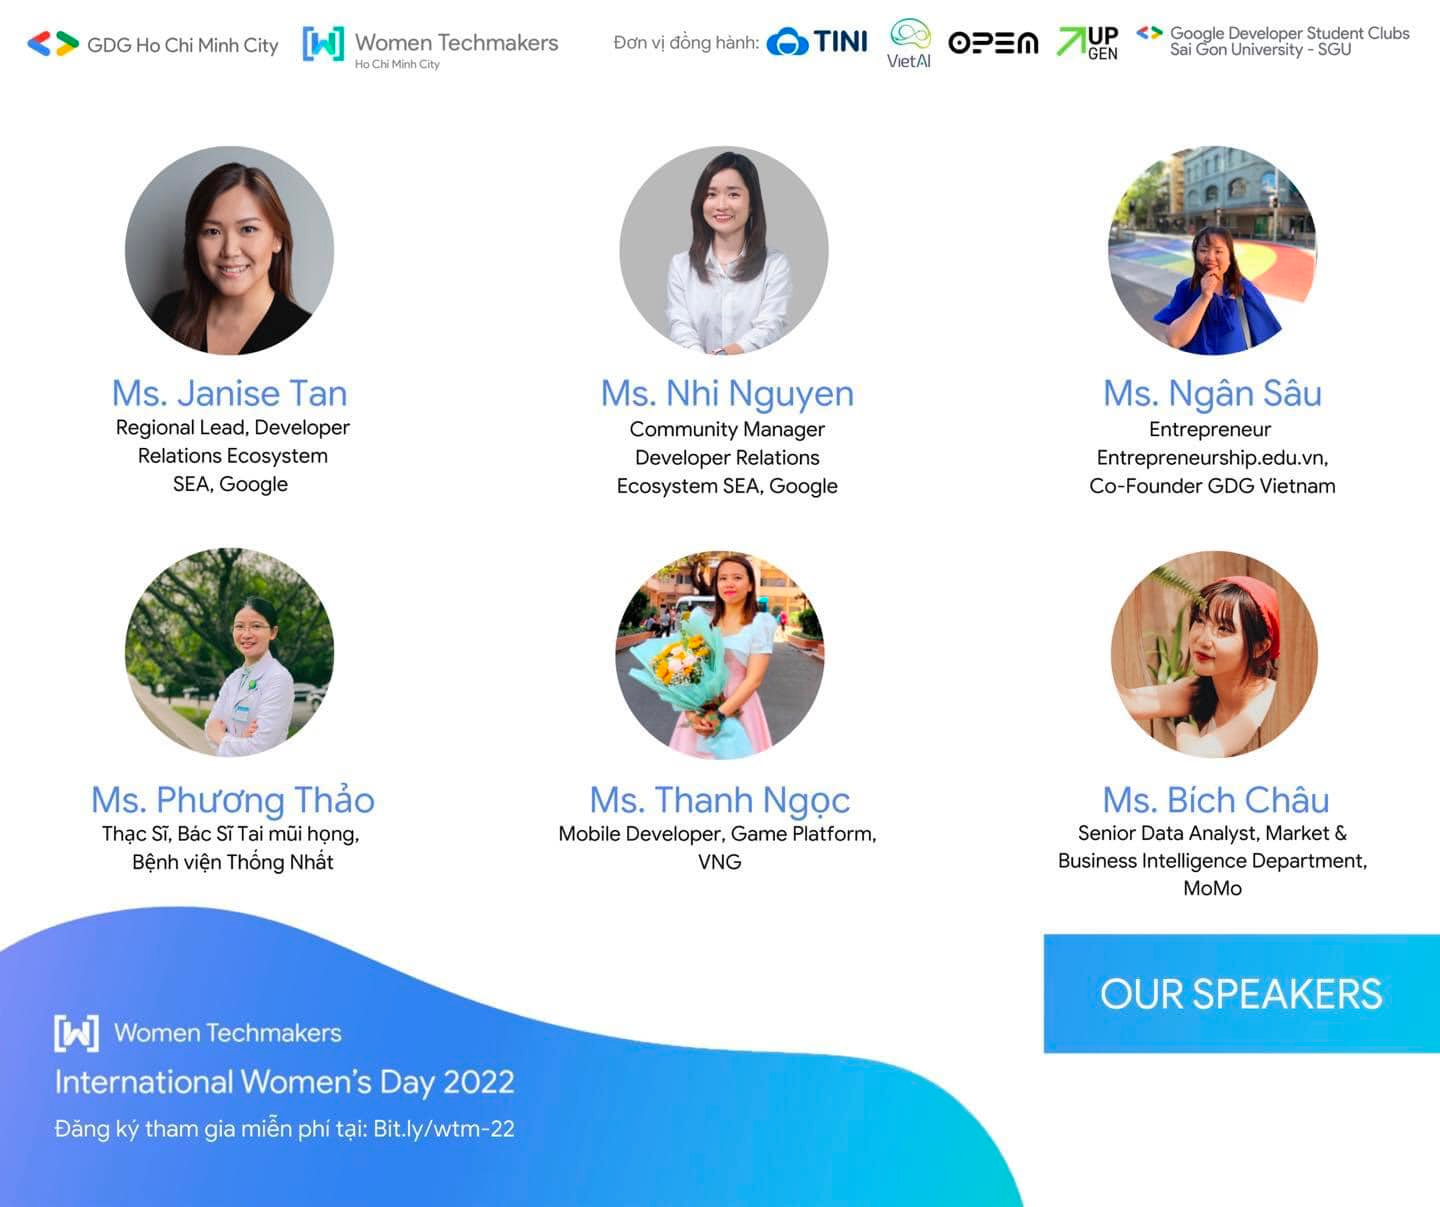 GDG Ho Chi Minh City
Women Techmakers
Ho Chi Minh City
Đơn vị đồng hành:
TINI
VietAI
OPEN
UP
GEN
Google Developer Student Clubs
Sai Gon University - SGU
Ms. Janise Tan
Regional Lead, Developer
Relations Ecosystem
SEA, Google
Ms. Nhi Nguyen
Community Manager
Developer Relations
Ecosystem SEA, Google
Ms. Ngân Sâu
Entrepreneur
Entrepreneurship.edu.vn,
Co-Founder GDG Vietnam
Ms. Phương Thảo
Thạc Sĩ, Bác Sĩ Tai mũi họng,
Bệnh viện Thống Nhất
Ms. Thanh Ngọc
Mobile Developer, Game Platform,
VNG
Ms. Bích Châu
Senior Data Analyst, Market &
Business Intelligence Department,
MoMo
OUR SPEAKERS
Women Techmakers
International Women's Day 2022
Đăng ký tham gia miễn phí tại: Bit.ly/wtm-22